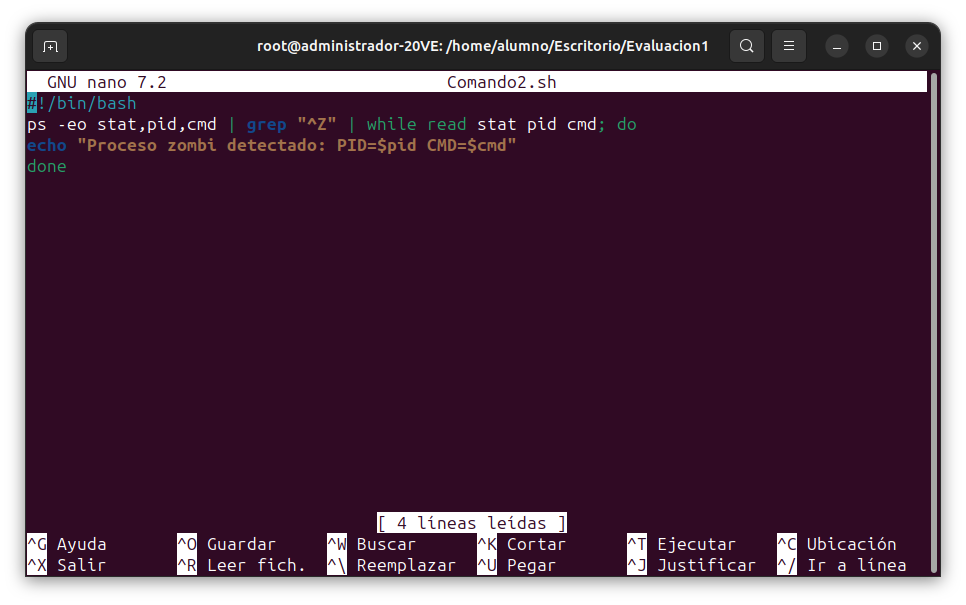 root@administrador-20VE: /home/alumno/Escritorio/Evaluacion1
GNU nano 7.2 Comando2.sh
#!/bin/bash
ps -eo stat,pid,cmd | grep "^Z" | while read stat pid cmd; do
echo "Proceso zombi detectado: PID=$pid CMD=$cmd"
done
[ 4 líneas leídas ]
^G Ayuda ^O Guardar ^W Buscar ^K Cortar ^T Ejecutar ^C Ubicación
^X Salir ^R Leer fich. ^\ Reemplazar ^U Pegar ^J Justificar ^/ Ir a línea